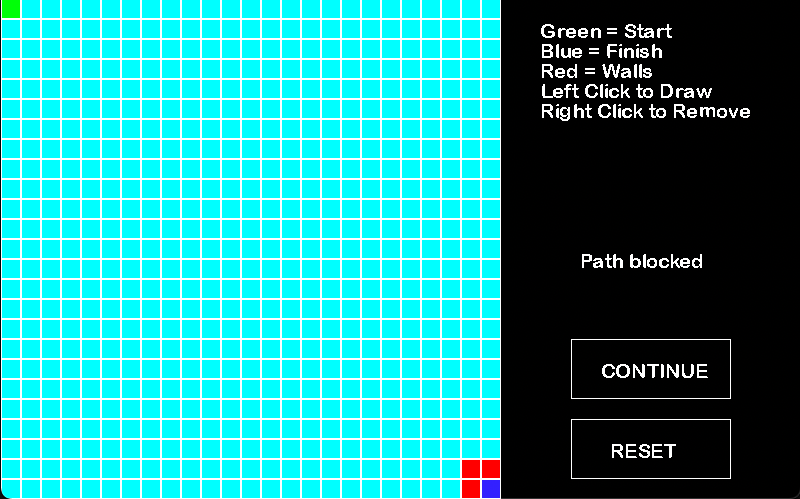 Green = Start
Blue = Finish
Red = Walls
Left Click to Draw
Right Click to Remove
Path blocked
CONTINUE
RESET